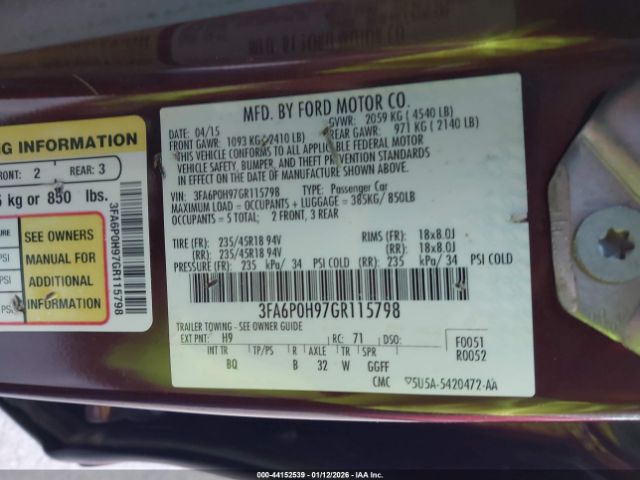 MFD. BY FORD MOTOR CO.
DATE: 04/15 GVWR: 2059 KG ( 4540 LB)
FRONT GAWR: 1093 KG( 2410 LB) REAR GAWR: 971 KG ( 2140 LB)
THIS VEHICLE CONFORMS TO ALL APPLICABLE FEDERAL MOTOR
VEHICLE SAFETY, BUMPER, AND THEFT PREVENTION STANDARDS
IN EFFECT ON THE DATE OF MANUFACTURE SHOWN ABOVE.
VIN: 3FA6P0H97GR115798 TYPE: Passenger Car
MAXIMUM LOAD = OCCUPANTS + LUGGAGE = 385KG/ 850LB
OCCUPANTS = 5 TOTAL; 2 FRONT, 3 REAR
TIRE (FR): 235/45R18 94V RIMS (FR): 18x8.0J
(RR): 235/45R18 94V (RR): 18x8.0J
PRESSURE (FR): 235 kPa/ 34 PSI COLD (RR): 235 kPa/ 34 PSI COLD
3FA6P0H97GR115798
TRAILER TOWING - SEE OWNER GUIDE
EXT PNT: H9 RC: 71 DSO: F0051
R0052
INT TR TP/PS R AXLE TR SPR
BQ B 32 W GGFF
CMC 5U5A-5420472-AA
NG INFORMATION
FRONT: 2 REAR: 3
kg or 850 lbs.
SEE OWNERS
MANUAL FOR
ADDITIONAL
INFORMATION
PSI
PSI
PSI
3FA6P0H97GR115798
000-44152539 01/12/2026 COPYRIGHT IAA